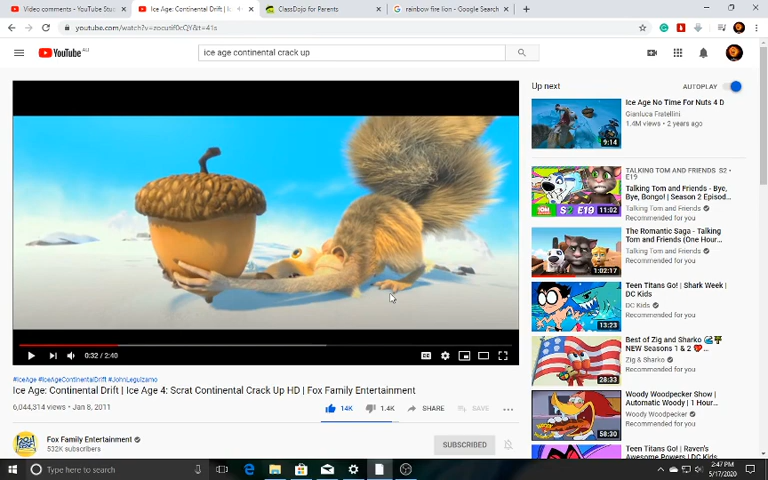 Video comments - YouTube Stu
Ice Age: Continental Drift | Ic
ClassDojo for Parents
rainbow fire lion - Google Search
youtube.com/watch?v=zocutif0cQY&t=41s
YouTube AU
ice age continental crack up
Up next
AUTOPLAY
Ice Age No Time For Nuts 4 D
Gianluca Fratellini
1.4M views • 2 years ago
9:14
TALKING TOM AND FRIENDS S2 •
E19
Talking Tom and Friends - Bye,
Bye, Bongo! | Season 2 Episod...
Talking Tom and Friends
Recommended for you
S2 E19
11:02
The Romantic Saga - Talking
Tom and Friends (One Hour...
Talking Tom and Friends
Recommended for you
1:02:17
Teen Titans Go! | Shark Week |
DC Kids
DC Kids
Recommended for you
13:23
Best of Zig and Sharko
NEW Seasons 1 & 2
Zig & Sharko
Recommended for you
28:33
Woody Woodpecker Show |
Automatic Woody | 1 Hour...
Woody Woodpecker
Recommended for you
58:30
Teen Titans Go! | Raven's
0:32 / 2:40
#IceAge #IceAgeContinentalDrift #JohnLeguizamo
Ice Age: Continental Drift | Ice Age 4: Scrat Continental Crack Up HD | Fox Family Entertainment
6,044,314 views • Jan 8, 2011
14K
1.4K
SHARE
SAVE
Fox Family Entertainment
532K subscribers
SUBSCRIBED
Type here to search
2:47 PM
5/17/2020